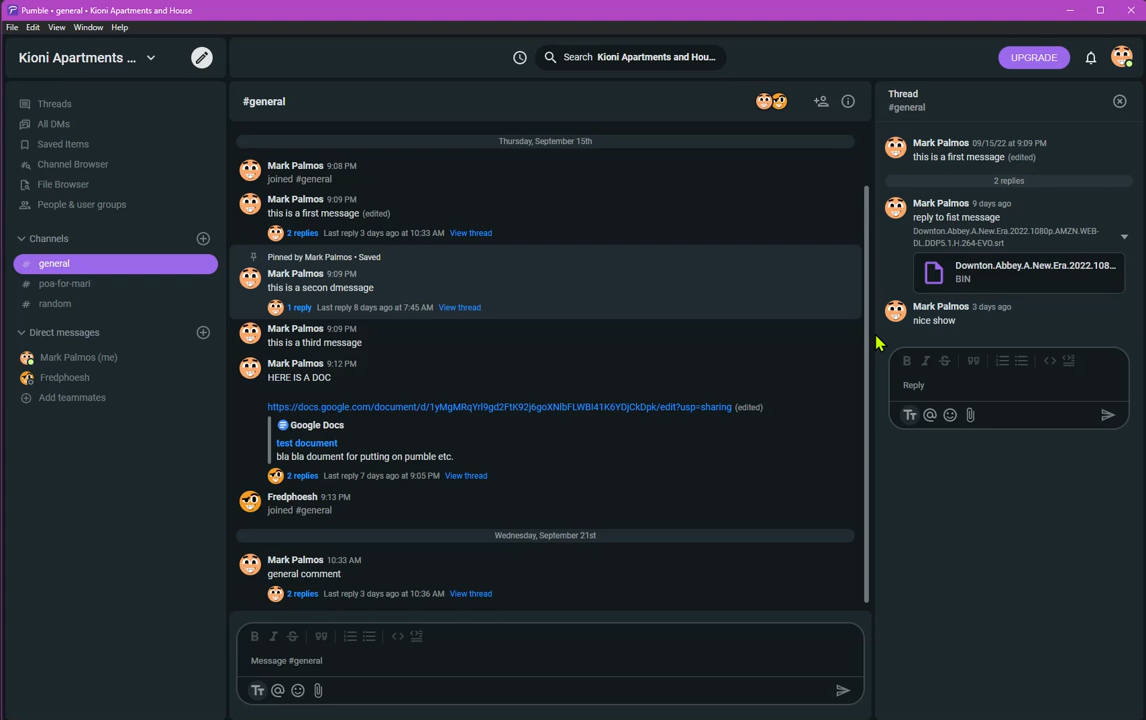 Pumble • general • Kioni Apartments and House
File Edit View Window Help
Kioni Apartments ...
Search Kioni Apartments and Hou...
UPGRADE
Threads
All DMs
Saved Items
Channel Browser
File Browser
People & user groups
Channels
# general
# poa-for-mari
# random
Direct messages
Mark Palmos (me)
Fredphoesh
Add teammates
#general
Thursday, September 15th
Mark Palmos 9:08 PM
joined #general
Mark Palmos 9:09 PM
this is a first message (edited)
2 replies Last reply 3 days ago at 10:33 AM View thread
Pinned by Mark Palmos • Saved
Mark Palmos 9:09 PM
this is a secon dmessage
1 reply Last reply 8 days ago at 7:45 AM View thread
Mark Palmos 9:09 PM
this is a third message
Mark Palmos 9:12 PM
HERE IS A DOC
https://docs.google.com/document/d/1yMgMRqYrl9gd2FtK92j6goXNlbFLWBI41K6YDjCkDpk/edit?usp=sharing (edited)
Google Docs
test document
bla bla doument for putting on pumble etc.
2 replies Last reply 7 days ago at 9:05 PM View thread
Fredphoesh 9:13 PM
joined #general
Wednesday, September 21st
Mark Palmos 10:33 AM
general comment
2 replies Last reply 3 days ago at 10:36 AM View thread
B I S
Message #general
Tt
Thread
#general
Mark Palmos 09/15/22 at 9:09 PM
this is a first message (edited)
2 replies
Mark Palmos 9 days ago
reply to fist message
Downton.Abbey.A.New.Era.2022.1080p.AMZN.WEB-
DL.DDP5.1.H.264-EVO.srt
Downton.Abbey.A.New.Era.2022.108...
BIN
Mark Palmos 3 days ago
nice show
B I S
Reply
Tt